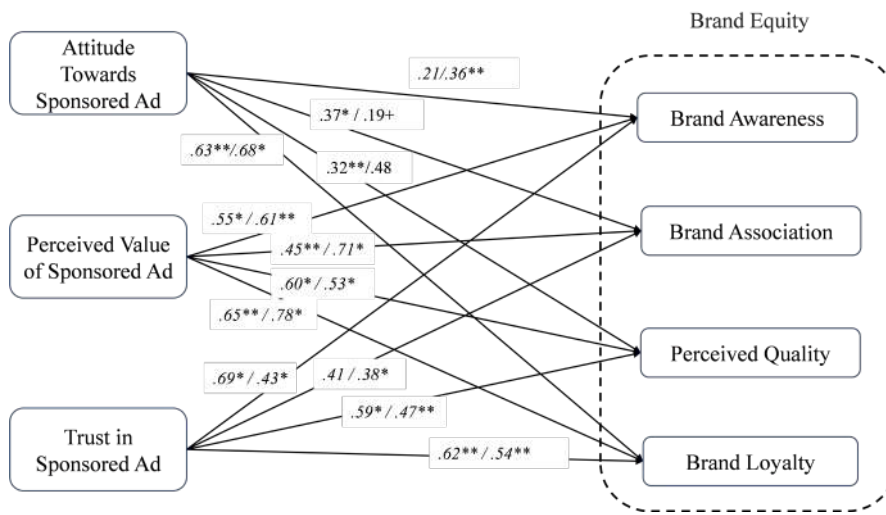 Brand Equity
Attitude
Towards
Sponsored Ad
.21/.36**
Brand Awareness
.37* / .19+
.63**/.68*
.32**/.48
Perceived Value
of Sponsored Ad
.55* / .61**
.45** / .71*
.60* / .53*
.65** / .78*
Brand Association
Perceived Quality
.69* / .43*
.41 / .38*
.59* / .47**
Trust in
Sponsored Ad
.62** / .54**
Brand Loyalty